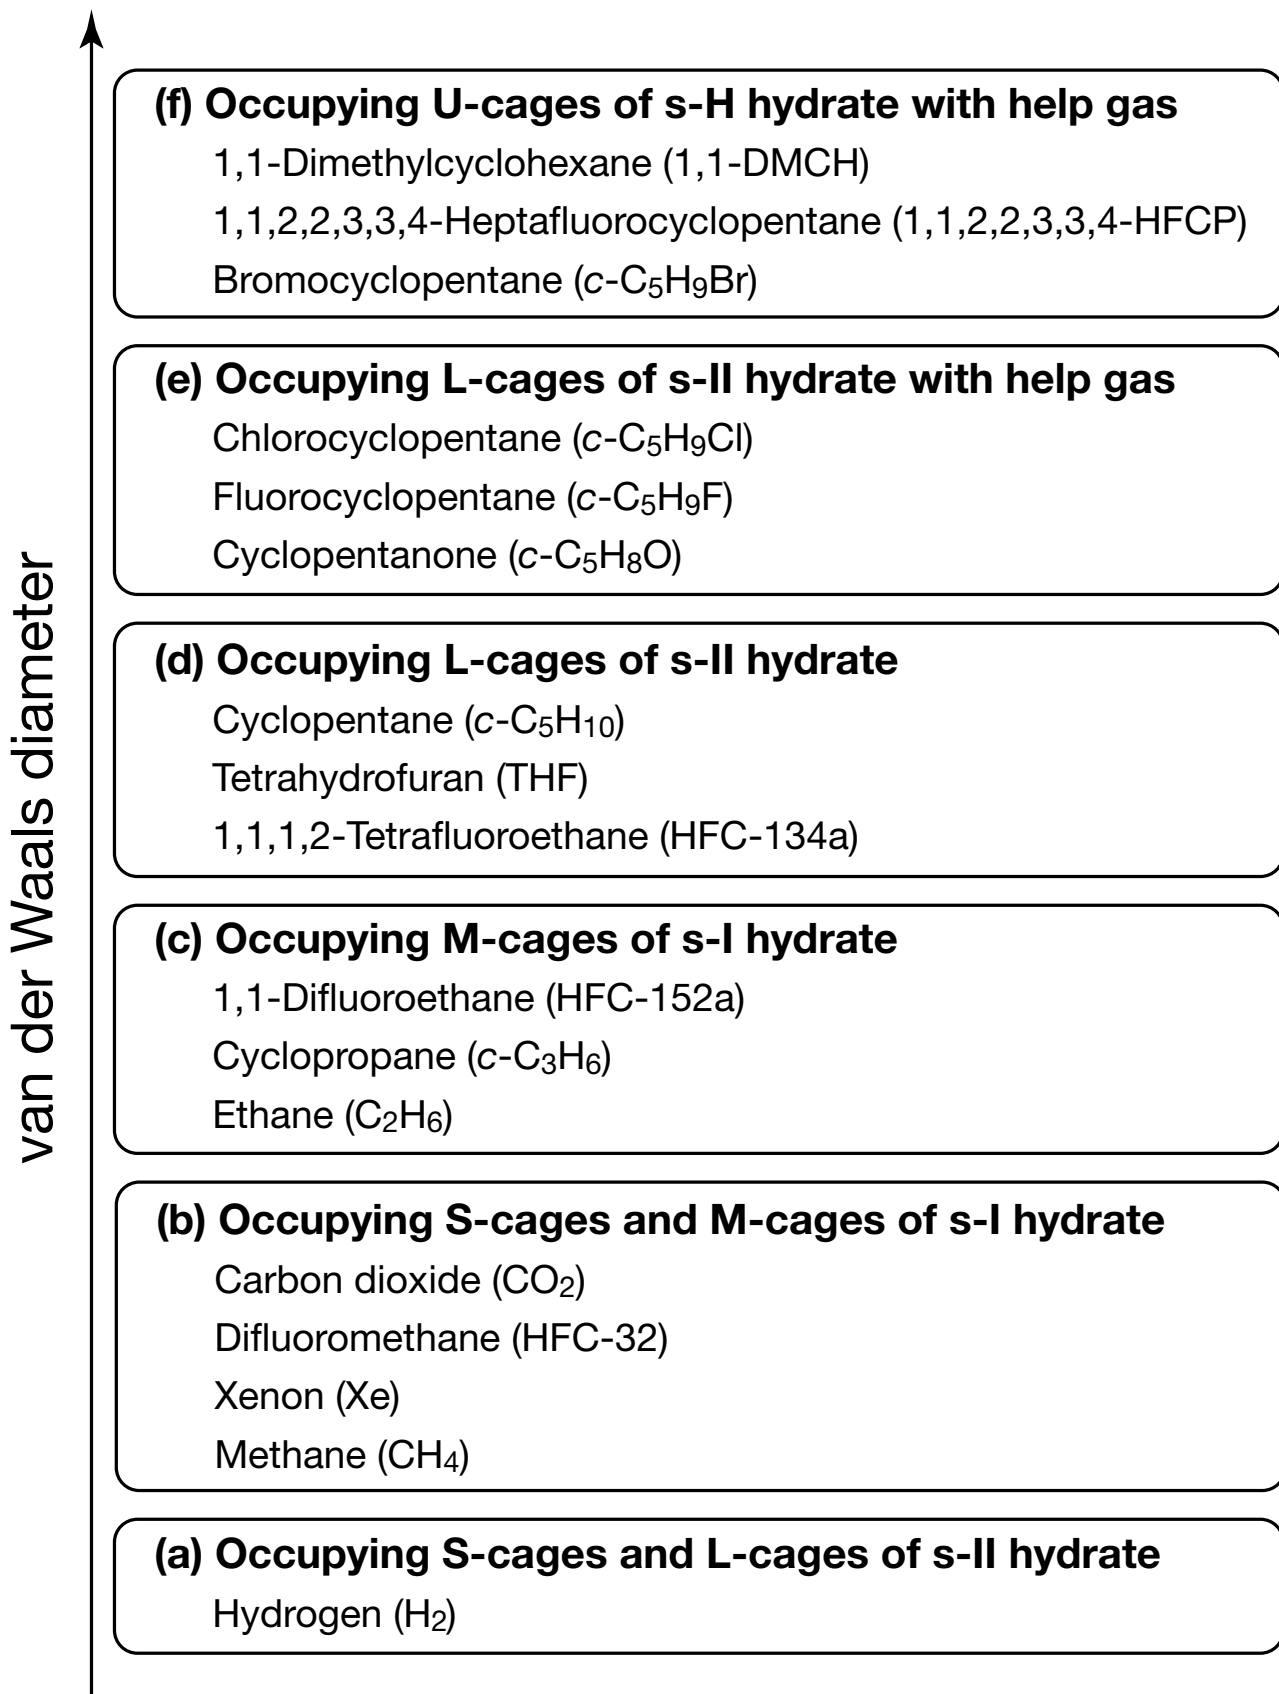 van der Waals diameter
(f) Occupying U-cages of s-H hydrate with help gas
1,1-Dimethylcyclohexane (1,1-DMCH)
1,1,2,2,3,3,4-Heptafluorocyclopentane (1,1,2,2,3,3,4-HFCP)
Bromocyclopentane (c-C₅H₉Br)
(e) Occupying L-cages of s-II hydrate with help gas
Chlorocyclopentane (c-C₅H₉Cl)
Fluorocyclopentane (c-C₅H₉F)
Cyclopentanone (c-C₅H₈O)
(d) Occupying L-cages of s-II hydrate
Cyclopentane (c-C₅H₁₀)
Tetrahydrofuran (THF)
1,1,1,2-Tetrafluoroethane (HFC-134a)
(c) Occupying M-cages of s-I hydrate
1,1-Difluoroethane (HFC-152a)
Cyclopropane (c-C₃H₆)
Ethane (C₂H₆)
(b) Occupying S-cages and M-cages of s-I hydrate
Carbon dioxide (CO₂)
Difluoromethane (HFC-32)
Xenon (Xe)
Methane (CH₄)
(a) Occupying S-cages and L-cages of s-II hydrate
Hydrogen (H₂)